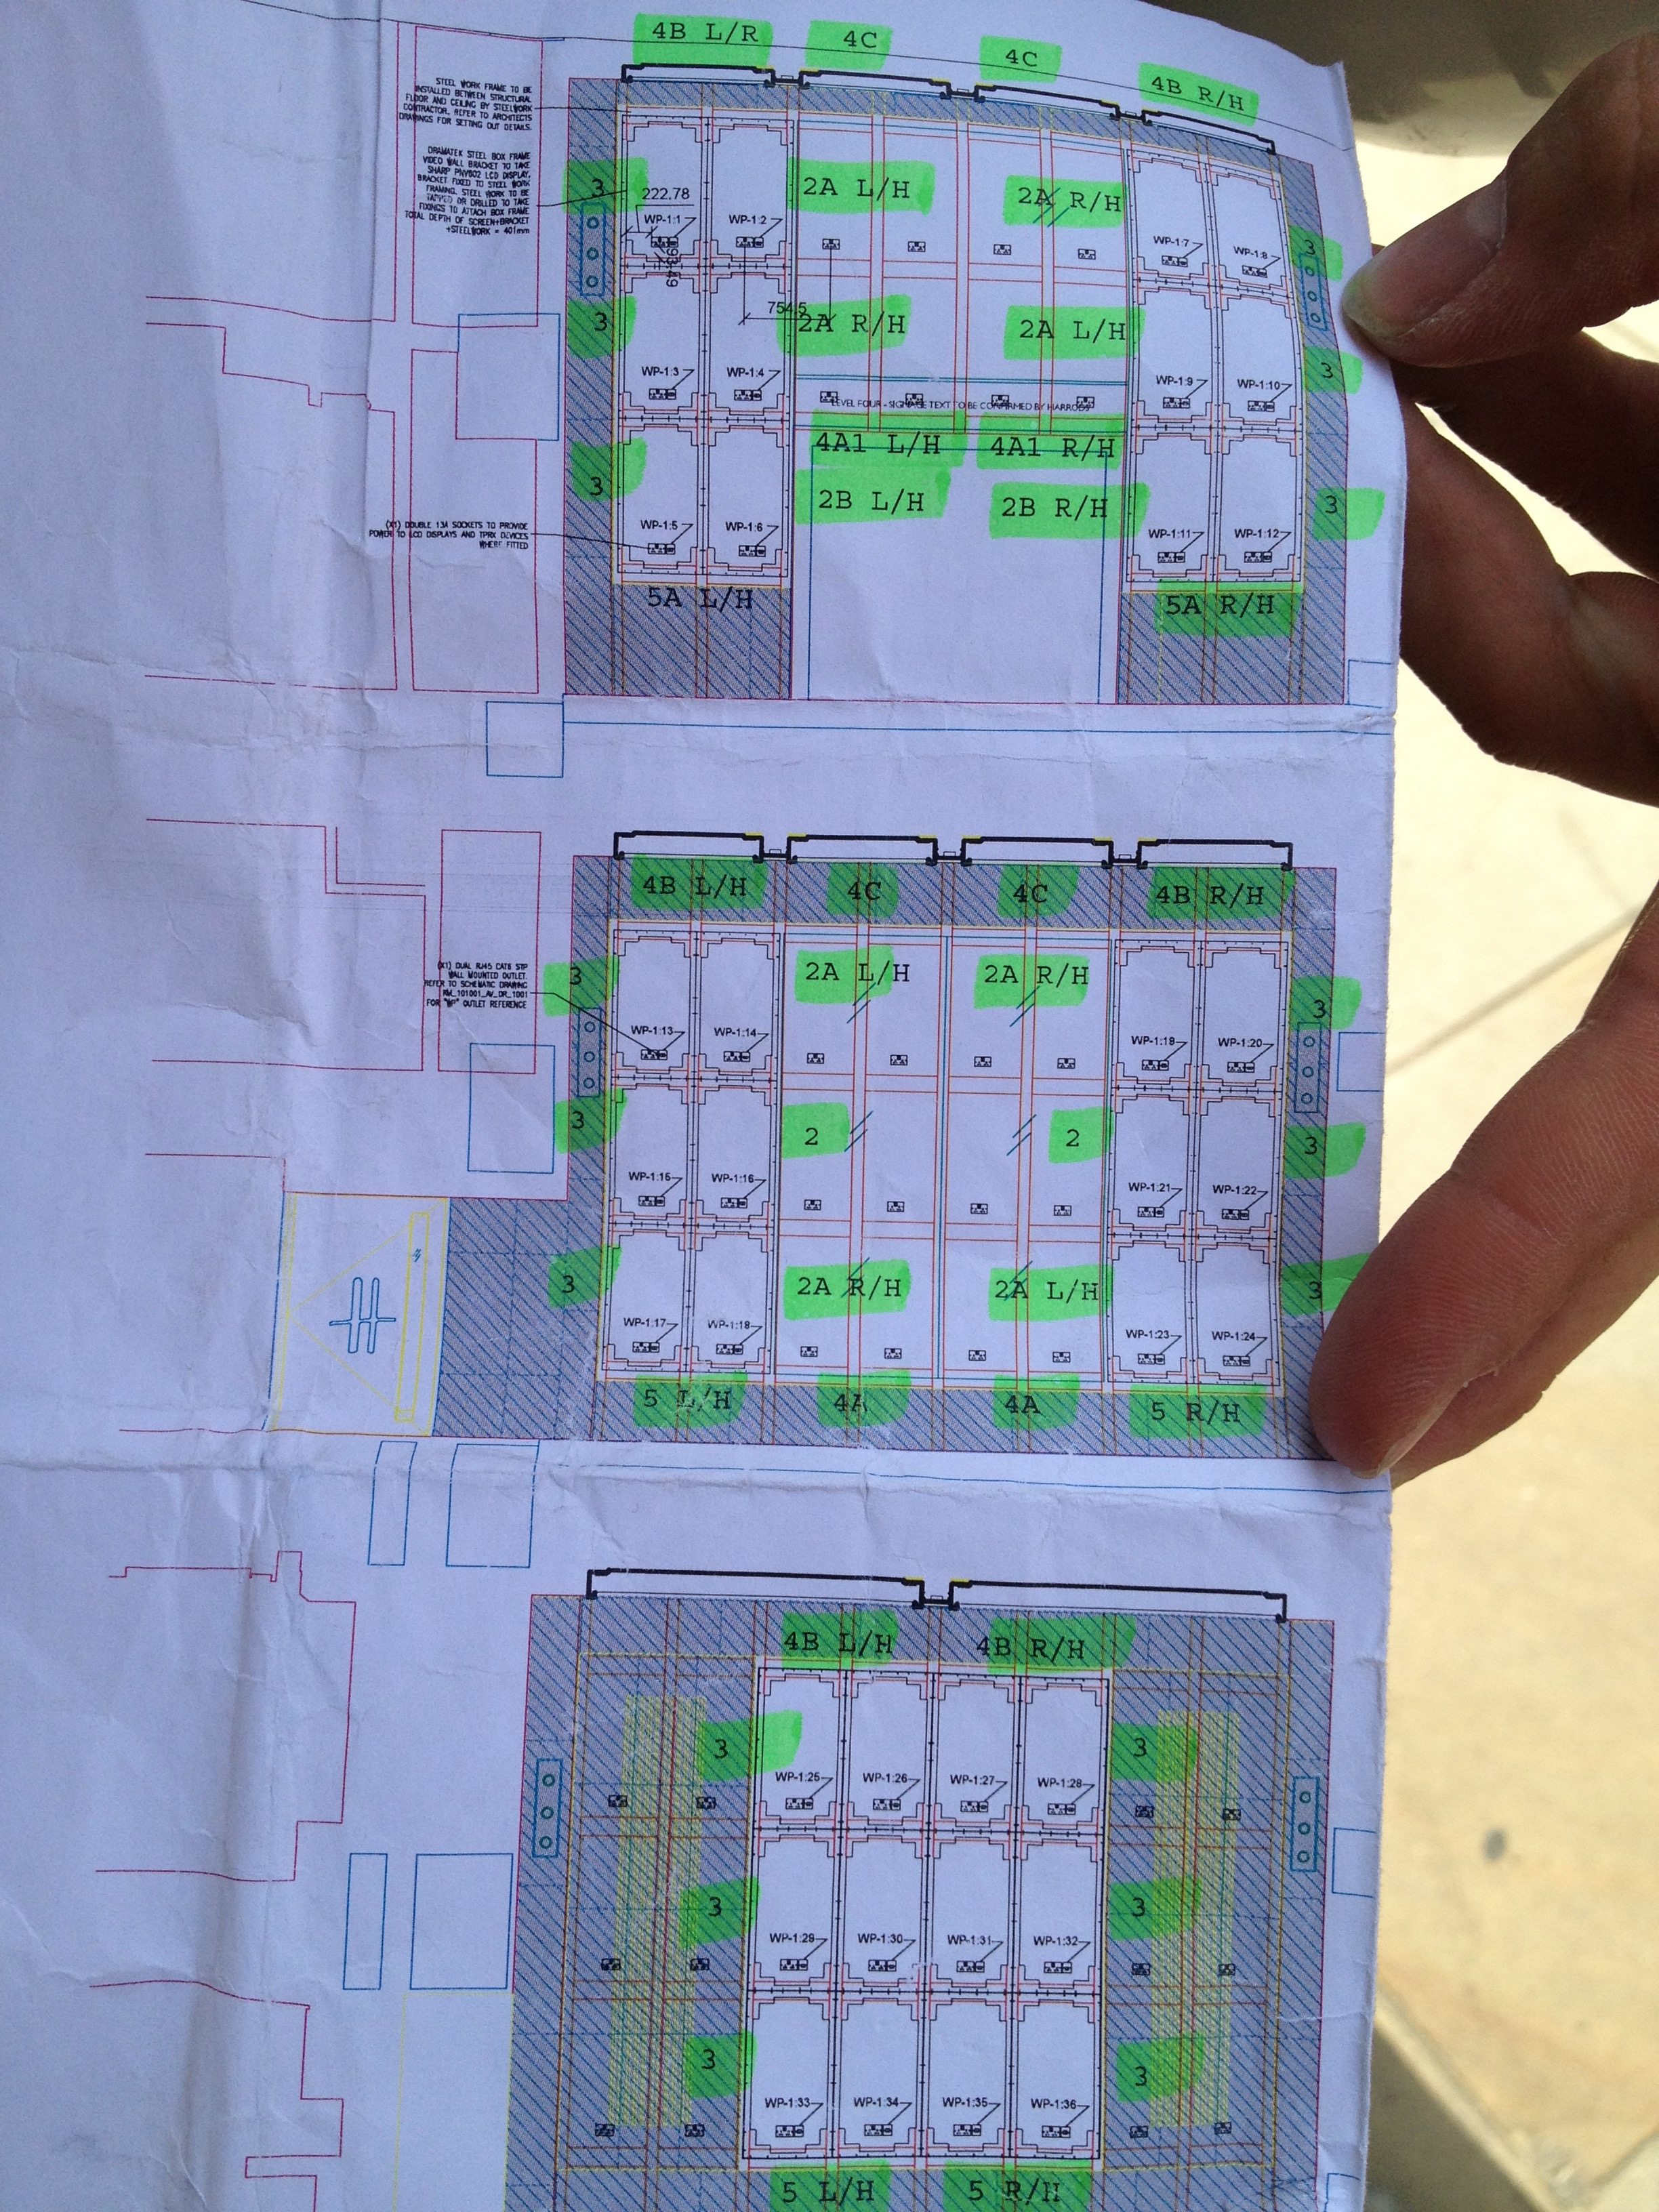 4B L/R 4C 4C 4B R/H
STEEL WORK FRAME TO BE
INSTALLED BETWEEN STRUCTURAL
FLOOR AND CEILING BY STEELWORK
CONTRACTOR. REFER TO ARCHITECTS
DRAWINGS FOR SETTING OUT DETAILS.
DRAMATEK STEEL BOX FRAME
VIDEO WALL BRACKET TO TAKE
SHARP PNV602 LCD DISPLAY.
BRACKET FIXED TO STEEL WORK
FRAMING. STEEL WORK TO BE
TAPPED OR DRILLED TO TAKE
FIXINGS TO ATTACH BOX FRAME
TOTAL DEPTH OF SCREEN+BRACKET
+STEELWORK = 401mm
3 222.78 2A L/H 2A R/H
WP-1:1 WP-1:2 WP-1:7 WP-1:8 3
93.49
3 754.5 2A R/H 2A L/H
WP-1:3 WP-1:4 WP-1:9 WP-1:10 3
LEVEL FOUR - SIGNAGE TEXT TO BE CONFIRMED BY HARRODS
4A1 L/H 4A1 R/H
3 2B L/H 2B R/H 3
(X1) DOUBLE 13A SOCKETS TO PROVIDE
POWER TO LCD DISPLAYS AND TPRX DEVICES
WHERE FITTED
WP-1:5 WP-1:6 WP-1:11 WP-1:12
5A L/H 5A R/H
4B L/H 4C 4C 4B R/H
(X1) DUAL RJ45 CAT6 STP
WALL MOUNTED OUTLET.
REFER TO SCHEMATIC DRAWING
KM_101001_AV_DR_1001
FOR "WP" OUTLET REFERENCE
3 2A L/H 2A R/H 3
WP-1:13 WP-1:14 WP-1:19 WP-1:20
3 2 2 3
WP-1:15 WP-1:16 WP-1:21 WP-1:22
3 2A R/H 2A L/H 3
WP-1:17 WP-1:18 WP-1:23 WP-1:24
5 L/H 4A 4A 5 R/H
4B L/H 4B R/H
3 3
WP-1:25 WP-1:26 WP-1:27 WP-1:28
3 3
WP-1:29 WP-1:30 WP-1:31 WP-1:32
3 3
WP-1:33 WP-1:34 WP-1:35 WP-1:36
5 L/H 5 R/H